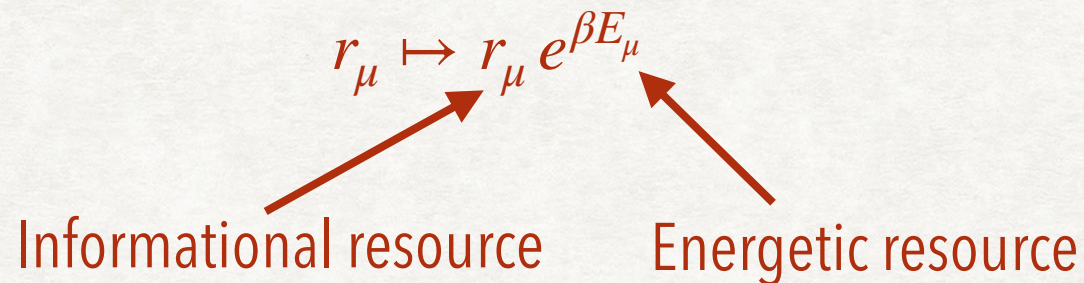 r_μ ↦ r_μ e^{βE_μ}
Informational resource
Energetic resource